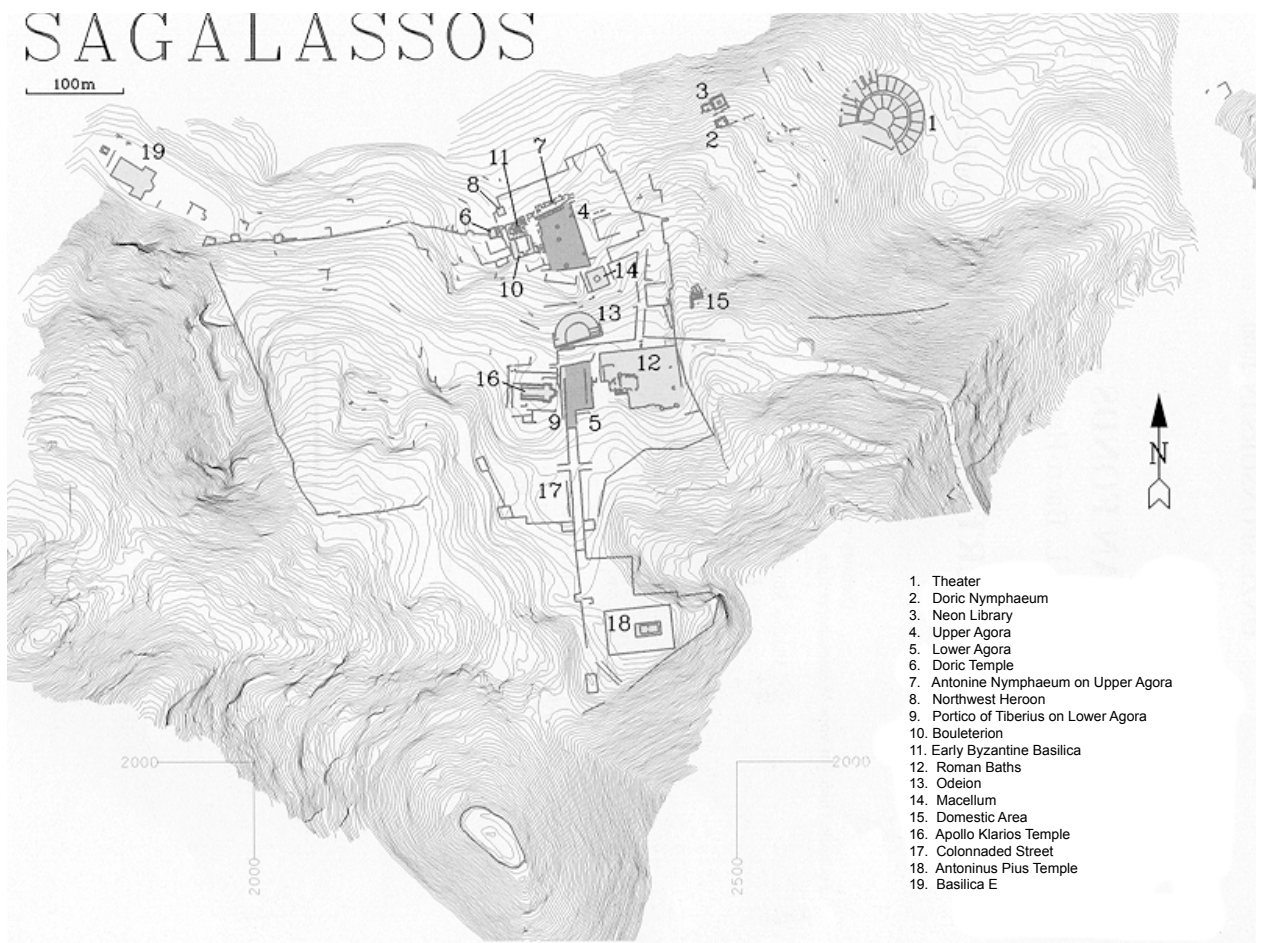 SAGALASSOS
100m
3
1
2
19
11
7
8
6
4
10
14
15
13
12
16
9
5
N
17
18
2000
2000
2000
2500
1. Theater
2. Doric Nymphaeum
3. Neon Library
4. Upper Agora
5. Lower Agora
6. Doric Temple
7. Antonine Nymphaeum on Upper Agora
8. Northwest Heroon
9. Portico of Tiberius on Lower Agora
10. Bouleterion
11. Early Byzantine Basilica
12. Roman Baths
13. Odeion
14. Macellum
15. Domestic Area
16. Apollo Klarios Temple
17. Colonnaded Street
18. Antoninus Pius Temple
19. Basilica E